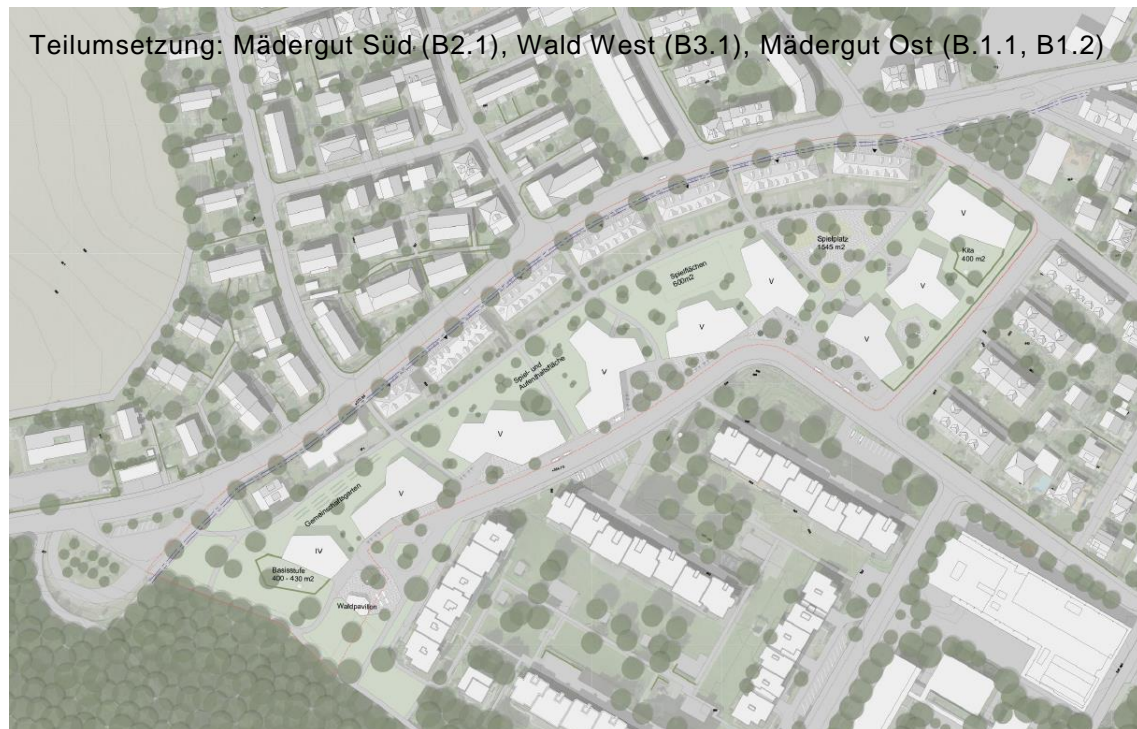 Teilumsetzung: Mädergut Süd (B2.1), Wald West (B3.1), Mädergut Ost (B.1.1, B1.2)
Spielplatz
1545 m2
V
Kita
400 m2
Spielflächen
600m2
V
V
V
V
Spiel- und
Aufenthaltsfläche
V
V
V
Gemeinschaftsgarten
IV
Basisstufe
400 - 430 m2
Waldpavillon